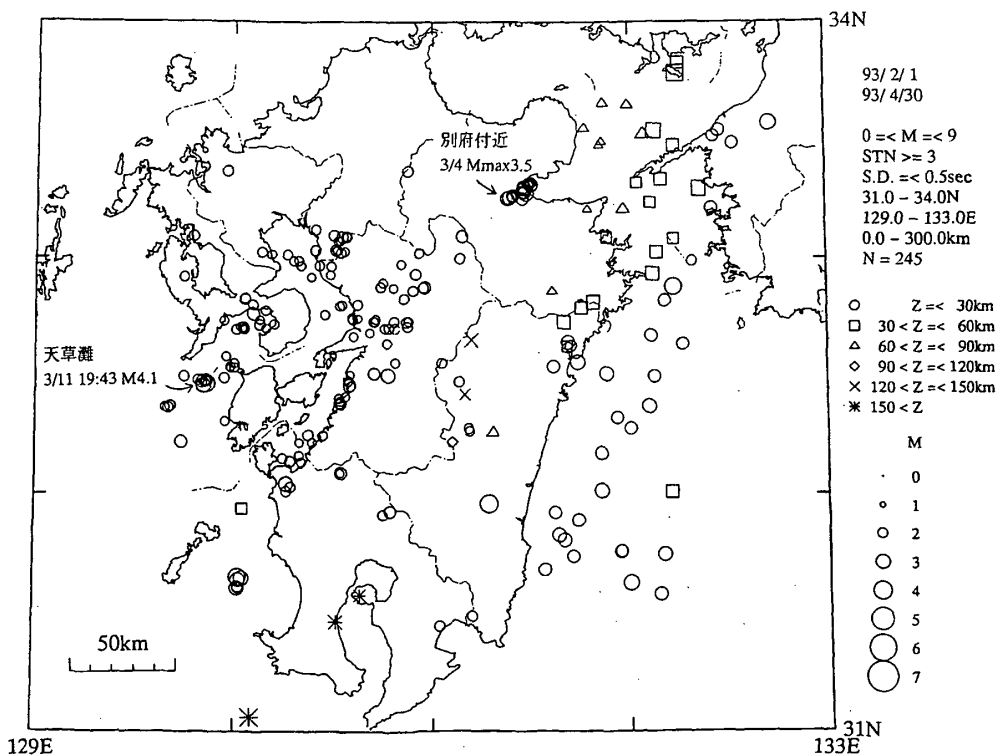 34N
93/ 2/ 1
93/ 4/30
0 =< M =< 9
STN >= 3
S.D. =< 0.5sec
31.0 – 34.0N
129.0 – 133.0E
0.0 – 300.0km
N = 245
別府付近
3/4 Mmax3.5
天草灘
3/11 19:43 M4.1
Z =< 30km
30 < Z =< 60km
60 < Z =< 90km
90 < Z =<120km
120 < Z =<150km
150 < Z
M
0
1
2
3
4
5
6
7
50km
31N
129E
133E